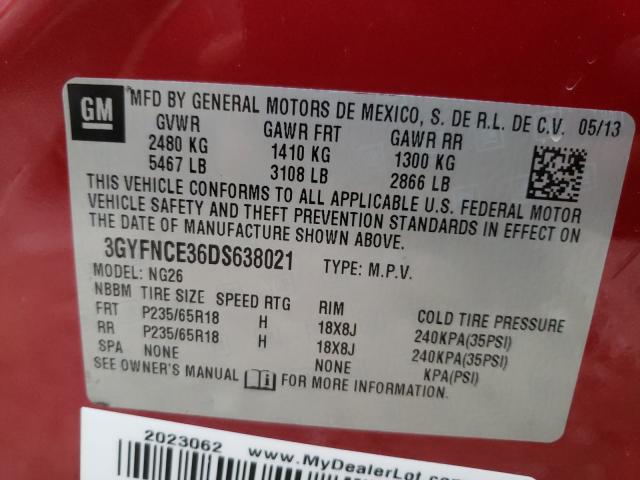 GM
MFD BY GENERAL MOTORS DE MEXICO, S. DE R.L. DE C.V. 05/13
GVWR GAWR FRT GAWR RR
2480 KG 1410 KG 1300 KG
5467 LB 3108 LB 2866 LB
THIS VEHICLE CONFORMS TO ALL APPLICABLE U.S. FEDERAL MOTOR
VEHICLE SAFETY AND THEFT PREVENTION STANDARDS IN EFFECT ON
THE DATE OF MANUFACTURE SHOWN ABOVE.
3GYFNCE36DS638021 TYPE: M.P.V.
MODEL: NG26
NBBM TIRE SIZE SPEED RTG RIM COLD TIRE PRESSURE
FRT P235/65R18 H 18X8J 240KPA(35PSI)
RR P235/65R18 H 18X8J 240KPA(35PSI)
SPA NONE NONE KPA(PSI)
SEE OWNER'S MANUAL FOR MORE INFORMATION.
2023062 www.MyDealerLot.